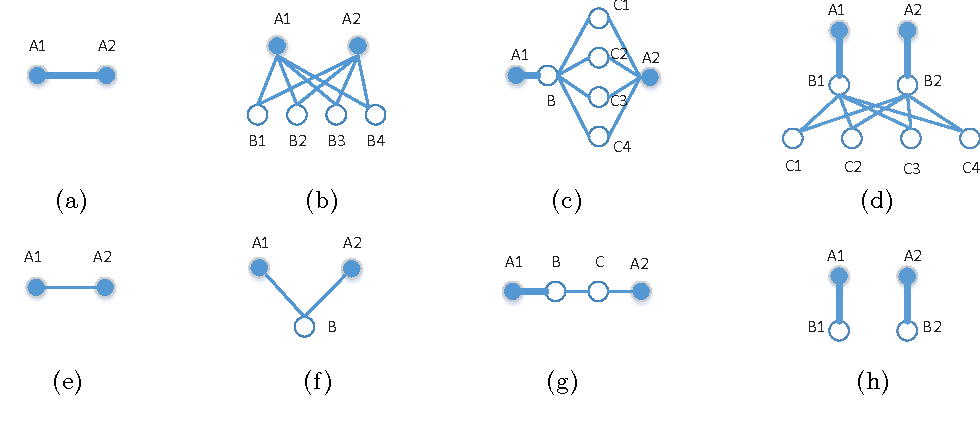 A1 A2
A1 A2
B1 B2 B3 B4
A1 B C1 C2 C3 C4 A2
A1 A2
B1 B2
C1 C2 C3 C4
(a) (b) (c) (d)
A1 A2
A1 A2
B
A1 B C A2
A1 A2
B1 B2
(e) (f) (g) (h)